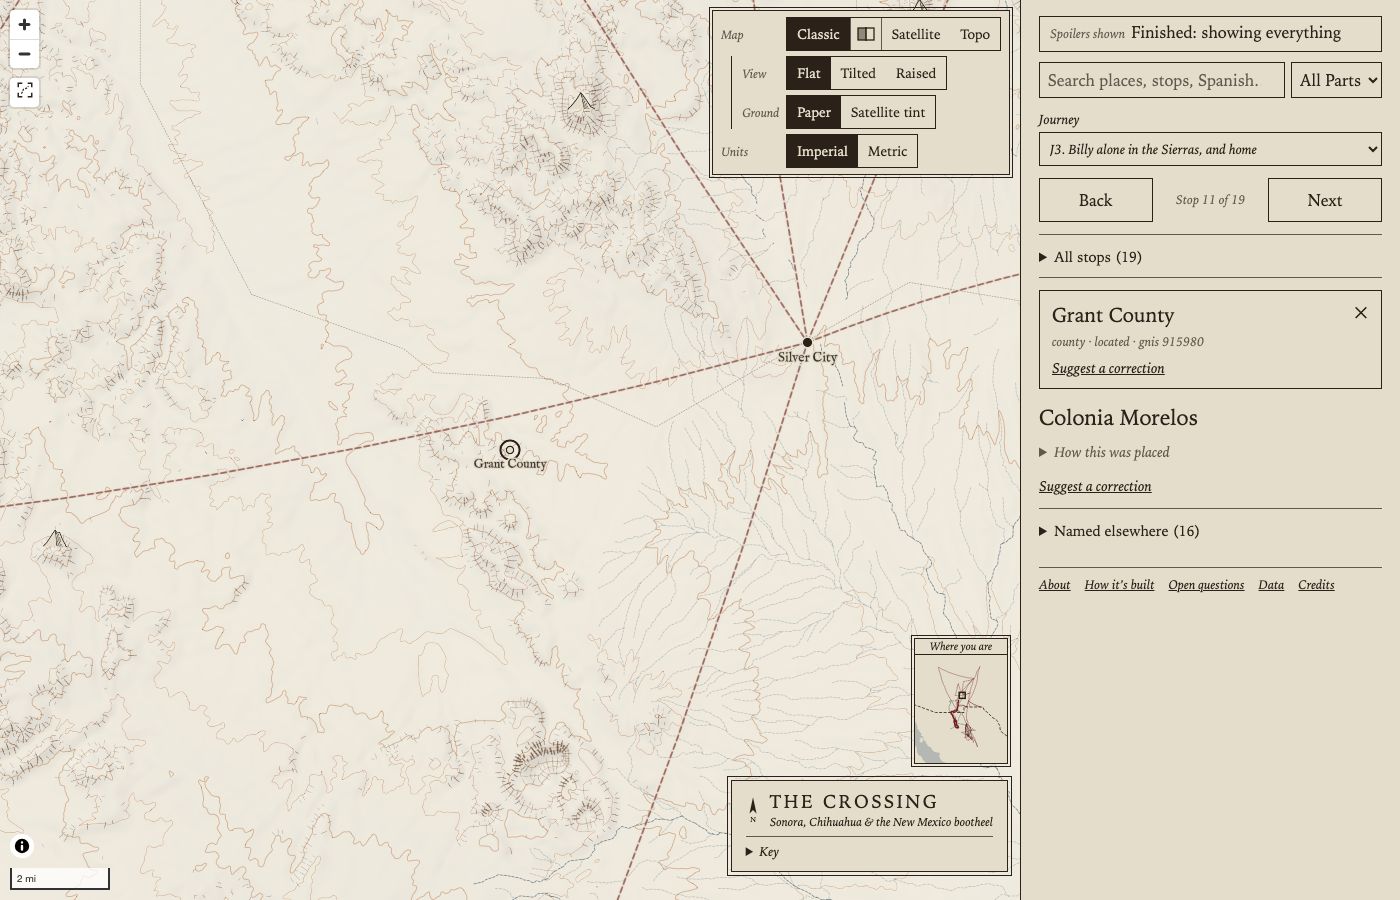 Map Classic Satellite Topo
View Flat Tilted Raised
Ground Paper Satellite tint
Units Imperial Metric
Silver City
Grant County
Where you are
N
THE CROSSING
Sonora, Chihuahua & the New Mexico bootheel
Key
2 mi
Spoilers shown Finished: showing everything
Search places, stops, Spanish. All Parts
Journey
J3. Billy alone in the Sierras, and home
Back Stop 11 of 19 Next
All stops (19)
Grant County
county · located · gnis 915980
Suggest a correction
Colonia Morelos
How this was placed
Suggest a correction
Named elsewhere (16)
About How it's built Open questions Data Credits